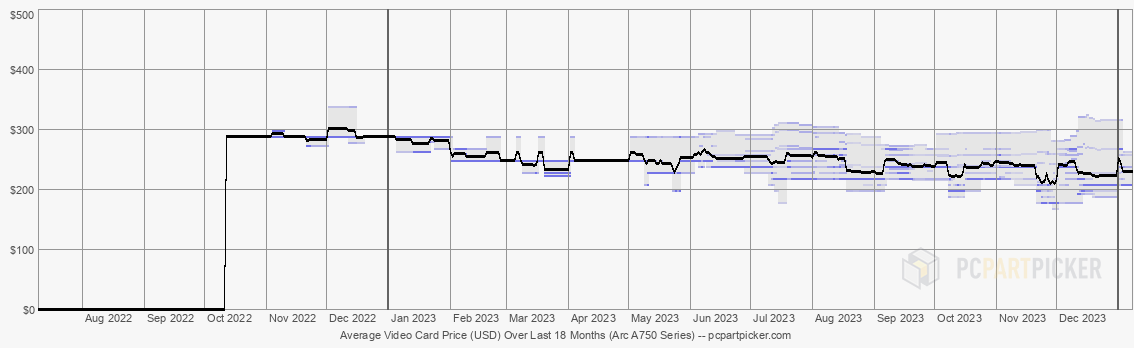 $500
$400
$300
$200
$100
$0
Aug 2022 Sep 2022 Oct 2022 Nov 2022 Dec 2022 Jan 2023 Feb 2023 Mar 2023 Apr 2023 May 2023 Jun 2023 Jul 2023 Aug 2023 Sep 2023 Oct 2023 Nov 2023 Dec 2023
Average Video Card Price (USD) Over Last 18 Months (Arc A750 Series) -- pcpartpicker.com
PCPARTPICKER